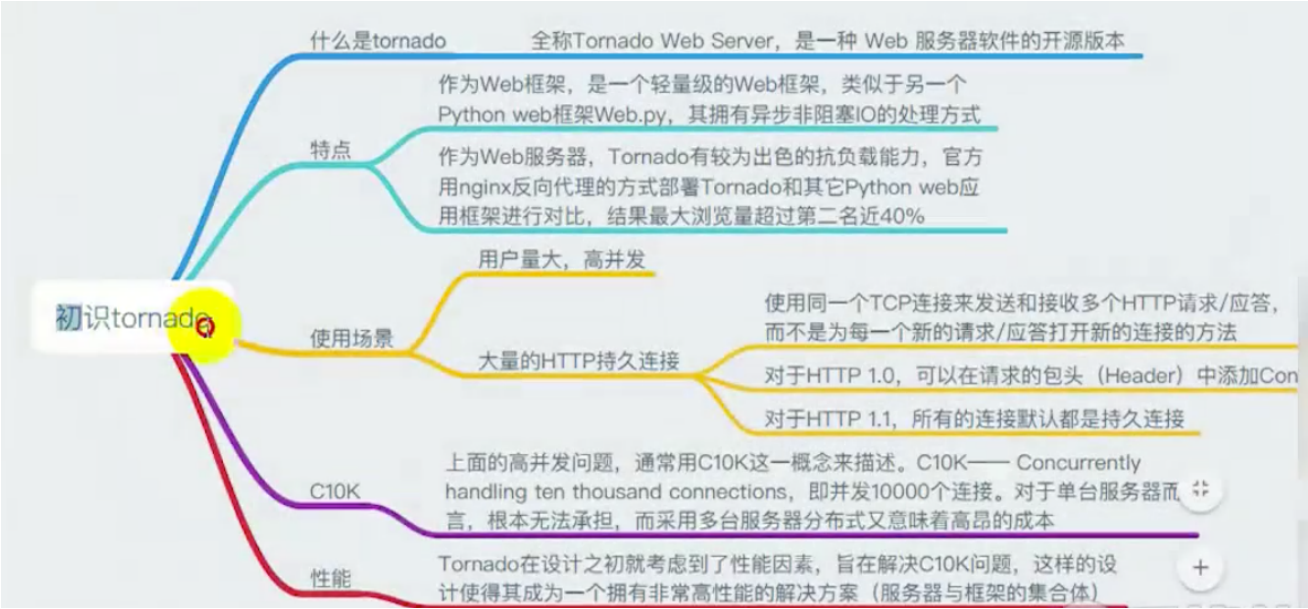 什么是tornado
全称Tornado Web Server，是一种 Web 服务器软件的开源版本
特点
作为Web框架，是一个轻量级的Web框架，类似于另一个
Python web框架Web.py，其拥有异步非阻塞IO的处理方式
作为Web服务器，Tornado有较为出色的抗负载能力，官方
用nginx反向代理的方式部署Tornado和其它Python web应
用框架进行对比，结果最大浏览量超过第二名近40%
初识tornado
使用场景
用户量大，高并发
大量的HTTP持久连接
使用同一个TCP连接来发送和接收多个HTTP请求/应答，
而不是为每一个新的请求/应答打开新的连接的方法
对于HTTP 1.0，可以在请求的包头（Header）中添加Con
对于HTTP 1.1，所有的连接默认都是持久连接
C10K
上面的高并发问题，通常用C10K这一概念来描述。C10K—— Concurrently
handling ten thousand connections，即并发10000个连接。对于单台服务器而
言，根本无法承担，而采用多台服务器分布式又意味着高昂的成本
性能
Tornado在设计之初就考虑到了性能因素，旨在解决C10K问题，这样的设
计使得其成为一个拥有非常高性能的解决方案（服务器与框架的集合体）